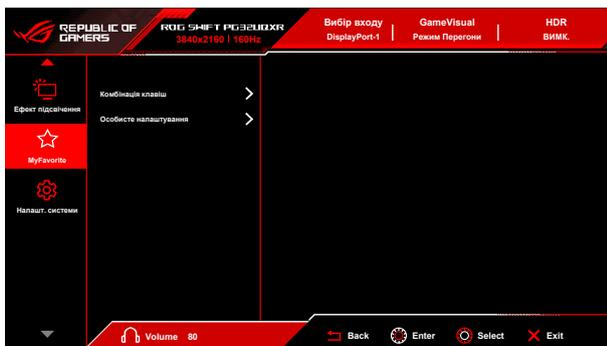 REPUBLIC OF
GAMERS
ROG SWIFT PG32UQXR
3840x2160 | 160Hz
Вибір входу
DisplayPort-1
GameVisual
Режим Перегони
HDR
ВИМК.
Ефект підсвічення
MyFavorite
Налашт. системи
Комбінація клавіш
Особисте налаштування
Volume 80
Back
Enter
Select
Exit